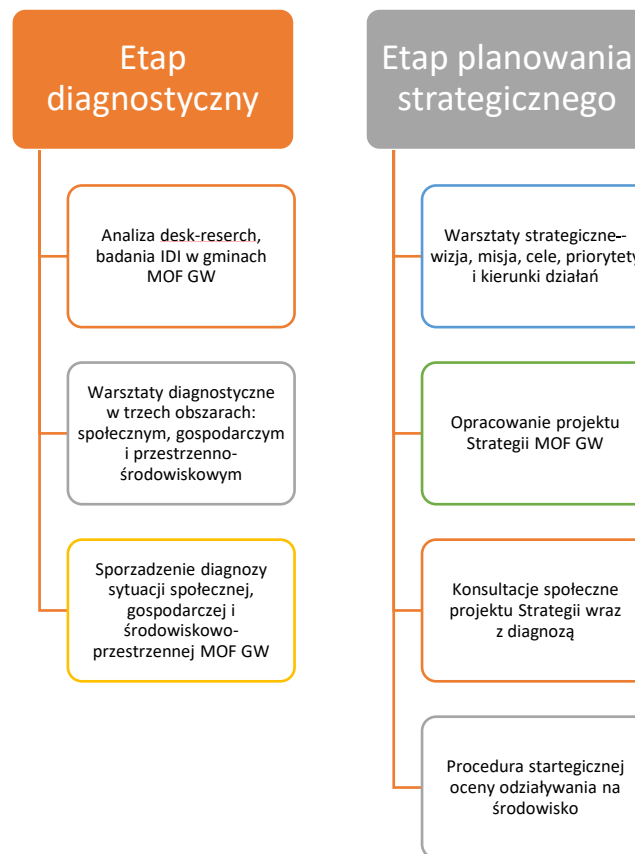 Etap
diagnostyczny
Analiza desk-reserch,
badania IDI w gminach
MOF GW
Warsztaty diagnostyczne
w trzech obszarach:
społecznym, gospodarczym
i przestrzenno-
środowiskowym
Sporzadzenie diagnozy
sytuacji społecznej,
gospodarczej i
środowiskowo-
przestrzennej MOF GW
Etap planowania
strategicznego
Warsztaty strategiczne--
wizja, misja, cele, priorytety
i kierunki działań
Opracowanie projektu
Strategii MOF GW
Konsultacje społeczne
projektu Strategii wraz
z diagnozą
Procedura startegicznej
oceny odziaływania na
środowisko